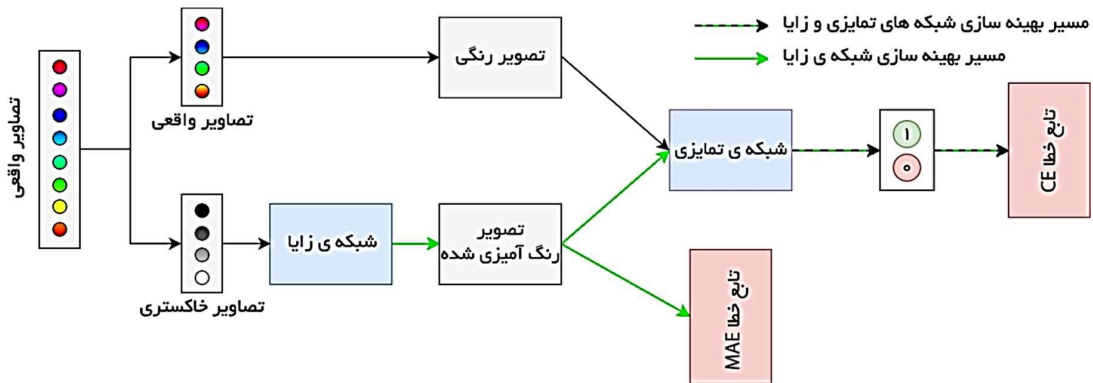 مسیر بهینه سازی شبکه های تمایزی و زایا
مسیر بهینه سازی شبکه ی زایا
تصاویر واقعی
تصاویر واقعی
تصویر رنگی
شبکه ی تمایزی
۱
۰
تابع خطا CE
تصاویر خاکستری
شبکه ی زایا
تصویر
رنگ آمیزی شده
تابع خطا MAE